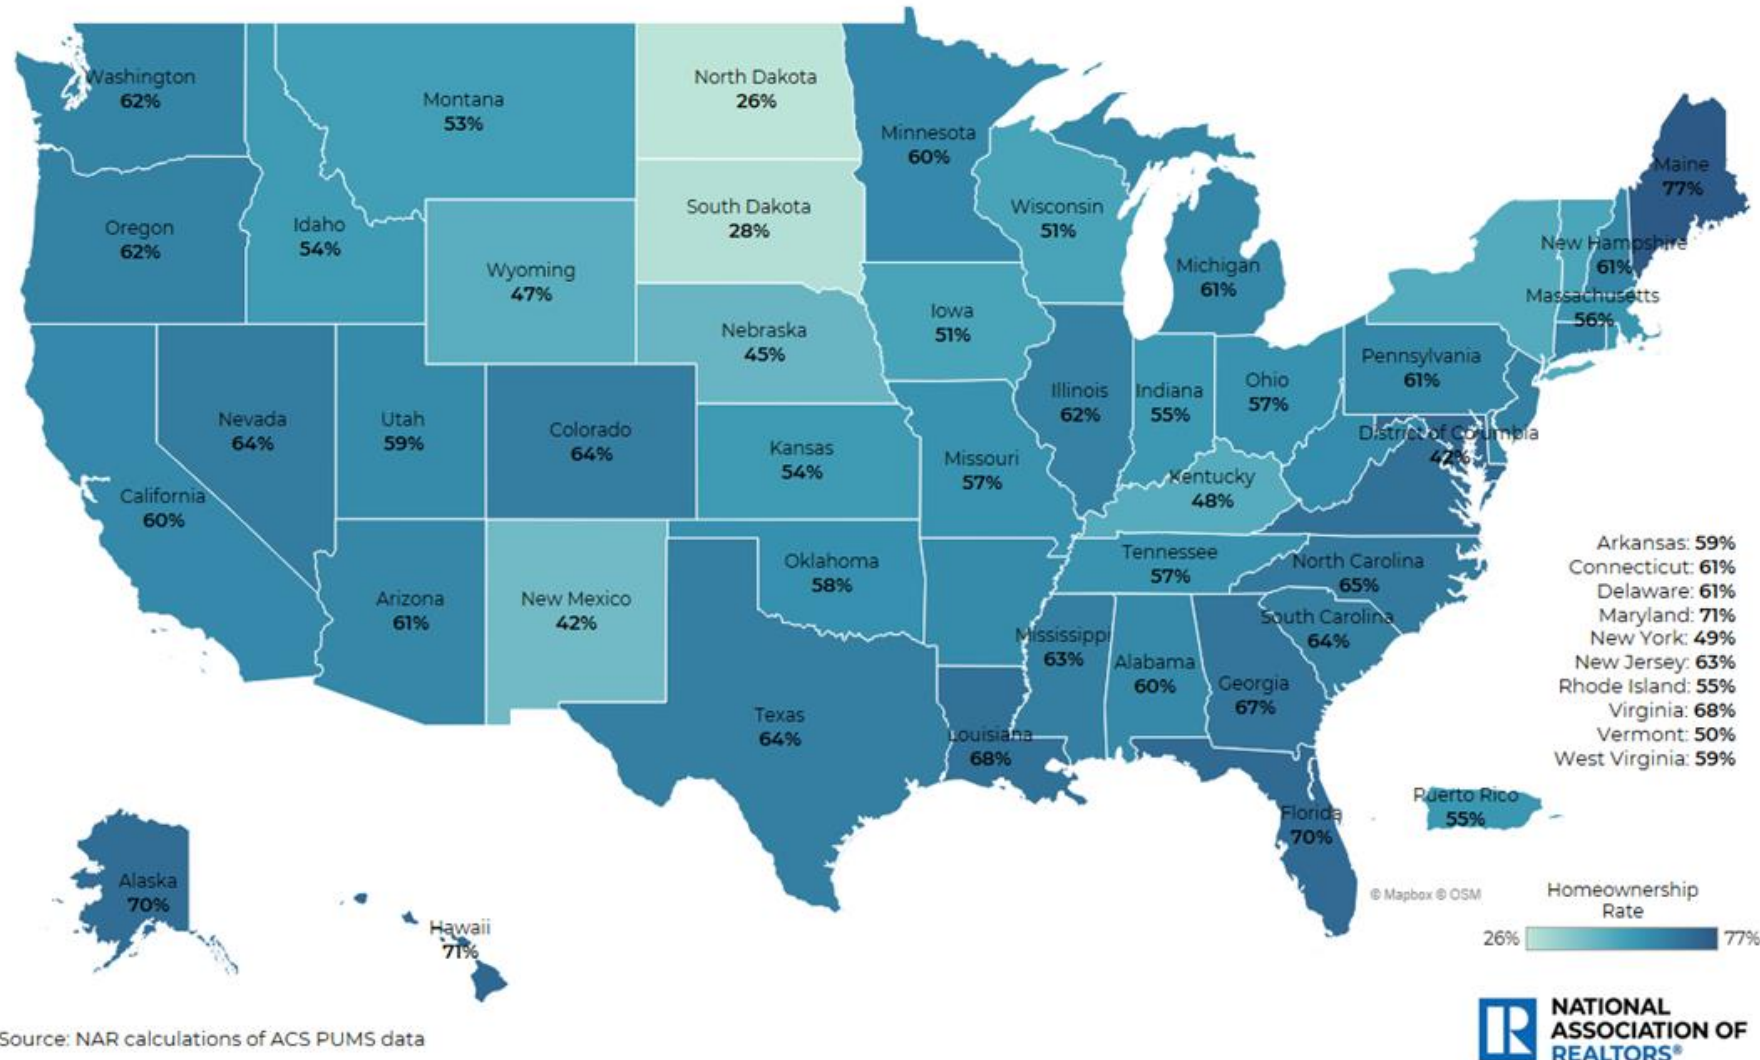 Washington
62%
Montana
53%
North Dakota
26%
Minnesota
60%
Maine
77%
Oregon
62%
Idaho
54%
South Dakota
28%
Wisconsin
51%
New Hampshire
61%
Wyoming
47%
Michigan
61%
Massachusetts
56%
Nebraska
45%
Iowa
51%
Pennsylvania
61%
Nevada
64%
Utah
59%
Colorado
64%
Illinois
62%
Indiana
55%
Ohio
57%
District of Columbia
42%
Kansas
54%
Missouri
57%
Kentucky
48%
California
60%
Arizona
61%
New Mexico
42%
Oklahoma
58%
Tennessee
57%
North Carolina
65%
South Carolina
64%
Mississippi
63%
Alabama
60%
Georgia
67%
Texas
64%
Louisiana
68%
Florida
70%
Arkansas: 59%
Connecticut: 61%
Delaware: 61%
Maryland: 71%
New York: 49%
New Jersey: 63%
Rhode Island: 55%
Virginia: 68%
Vermont: 50%
West Virginia: 59%
Puerto Rico
55%
Alaska
70%
Hawaii
71%
© Mapbox © OSM
Homeownership
Rate
26% 77%
Source: NAR calculations of ACS PUMS data
NATIONAL
ASSOCIATION OF
REALTORS®